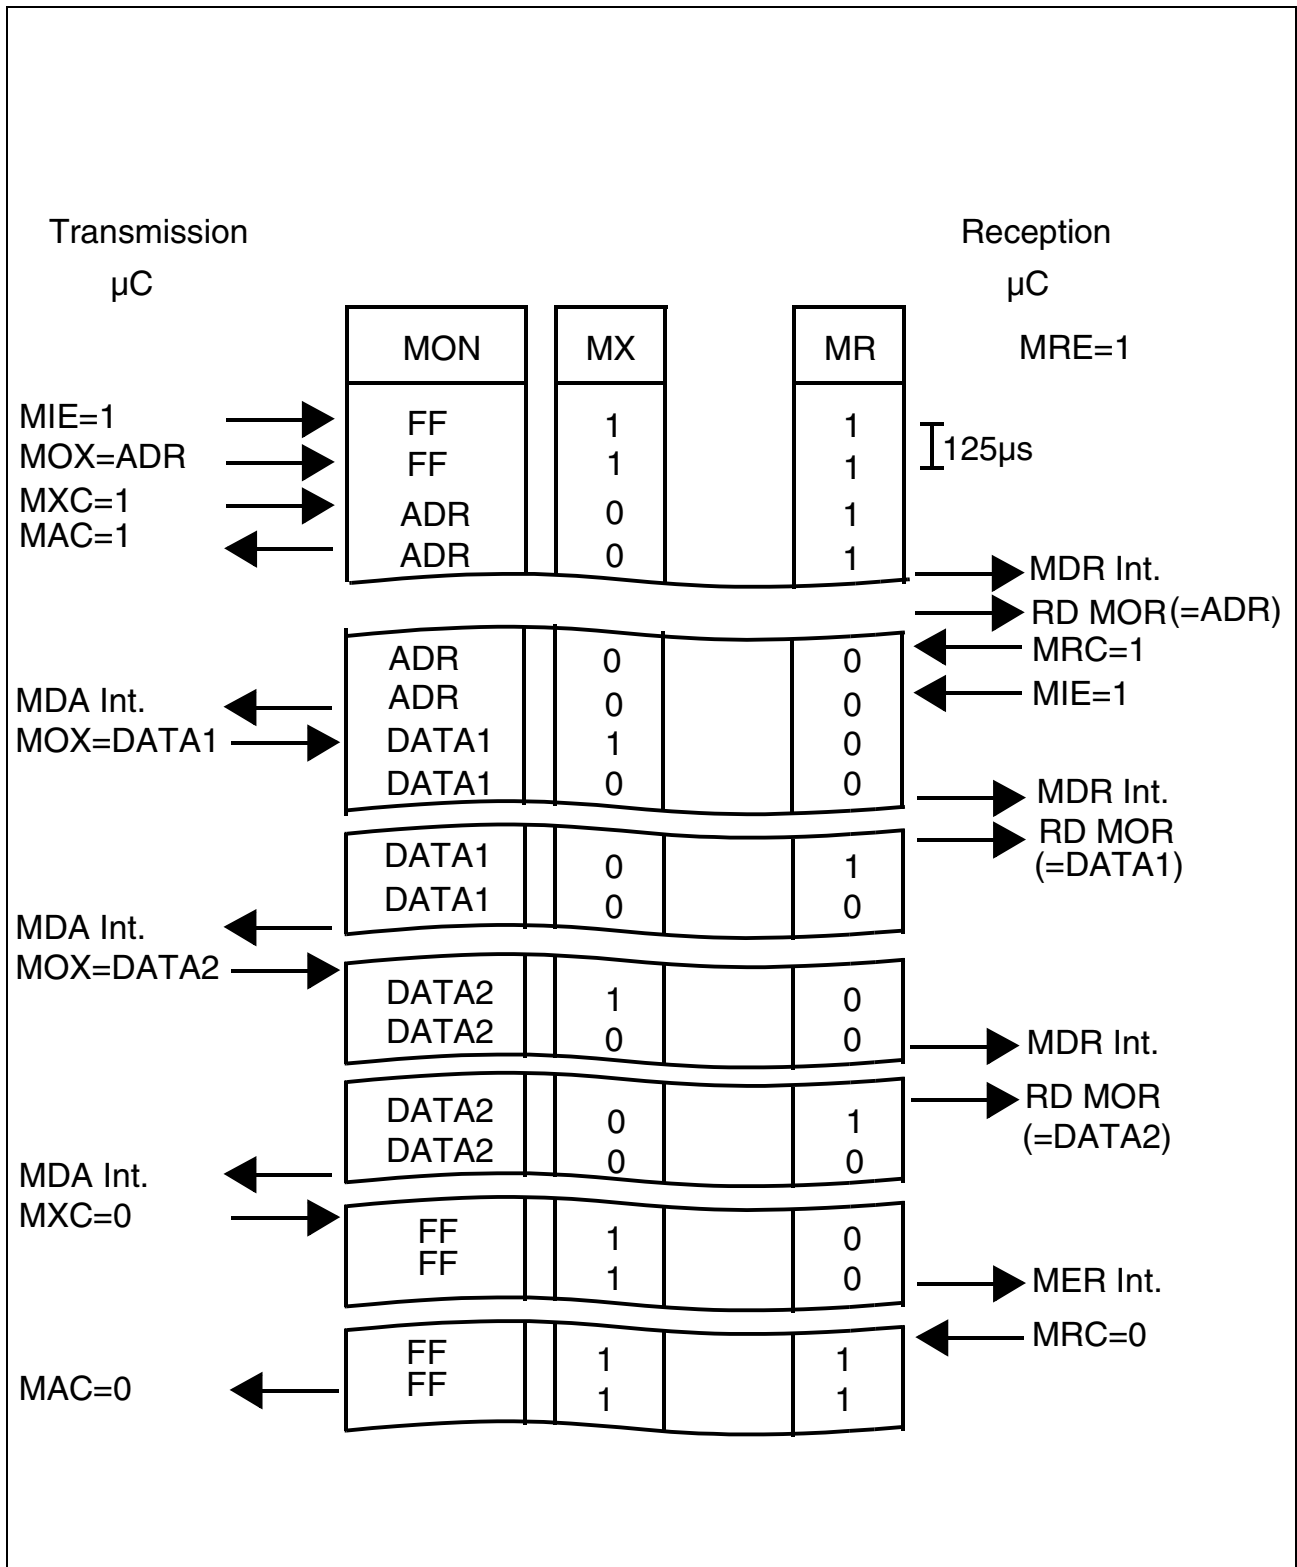 Transmission Reception
µC µC
MON MX MR MRE=1
MIE=1 FF 1 1
125µs
MOX=ADR FF 1 1
MXC=1 ADR 0 1
MAC=1 ADR 0 1
MDR Int.
RD MOR (=ADR)
ADR 0 0 MRC=1
MDA Int. ADR 0 0 MIE=1
MOX=DATA1 DATA1 1 0
DATA1 0 0 MDR Int.
RD MOR
DATA1 0 1 (=DATA1)
DATA1 0 0
MDA Int.
MOX=DATA2
DATA2 1 0
DATA2 0 0 MDR Int.
RD MOR
DATA2 0 1
(=DATA2)
DATA2 0 0
MDA Int.
MXC=0
FF 1 0
FF 1 0 MER Int.
MRC=0
FF 1 1
MAC=0 FF 1 1